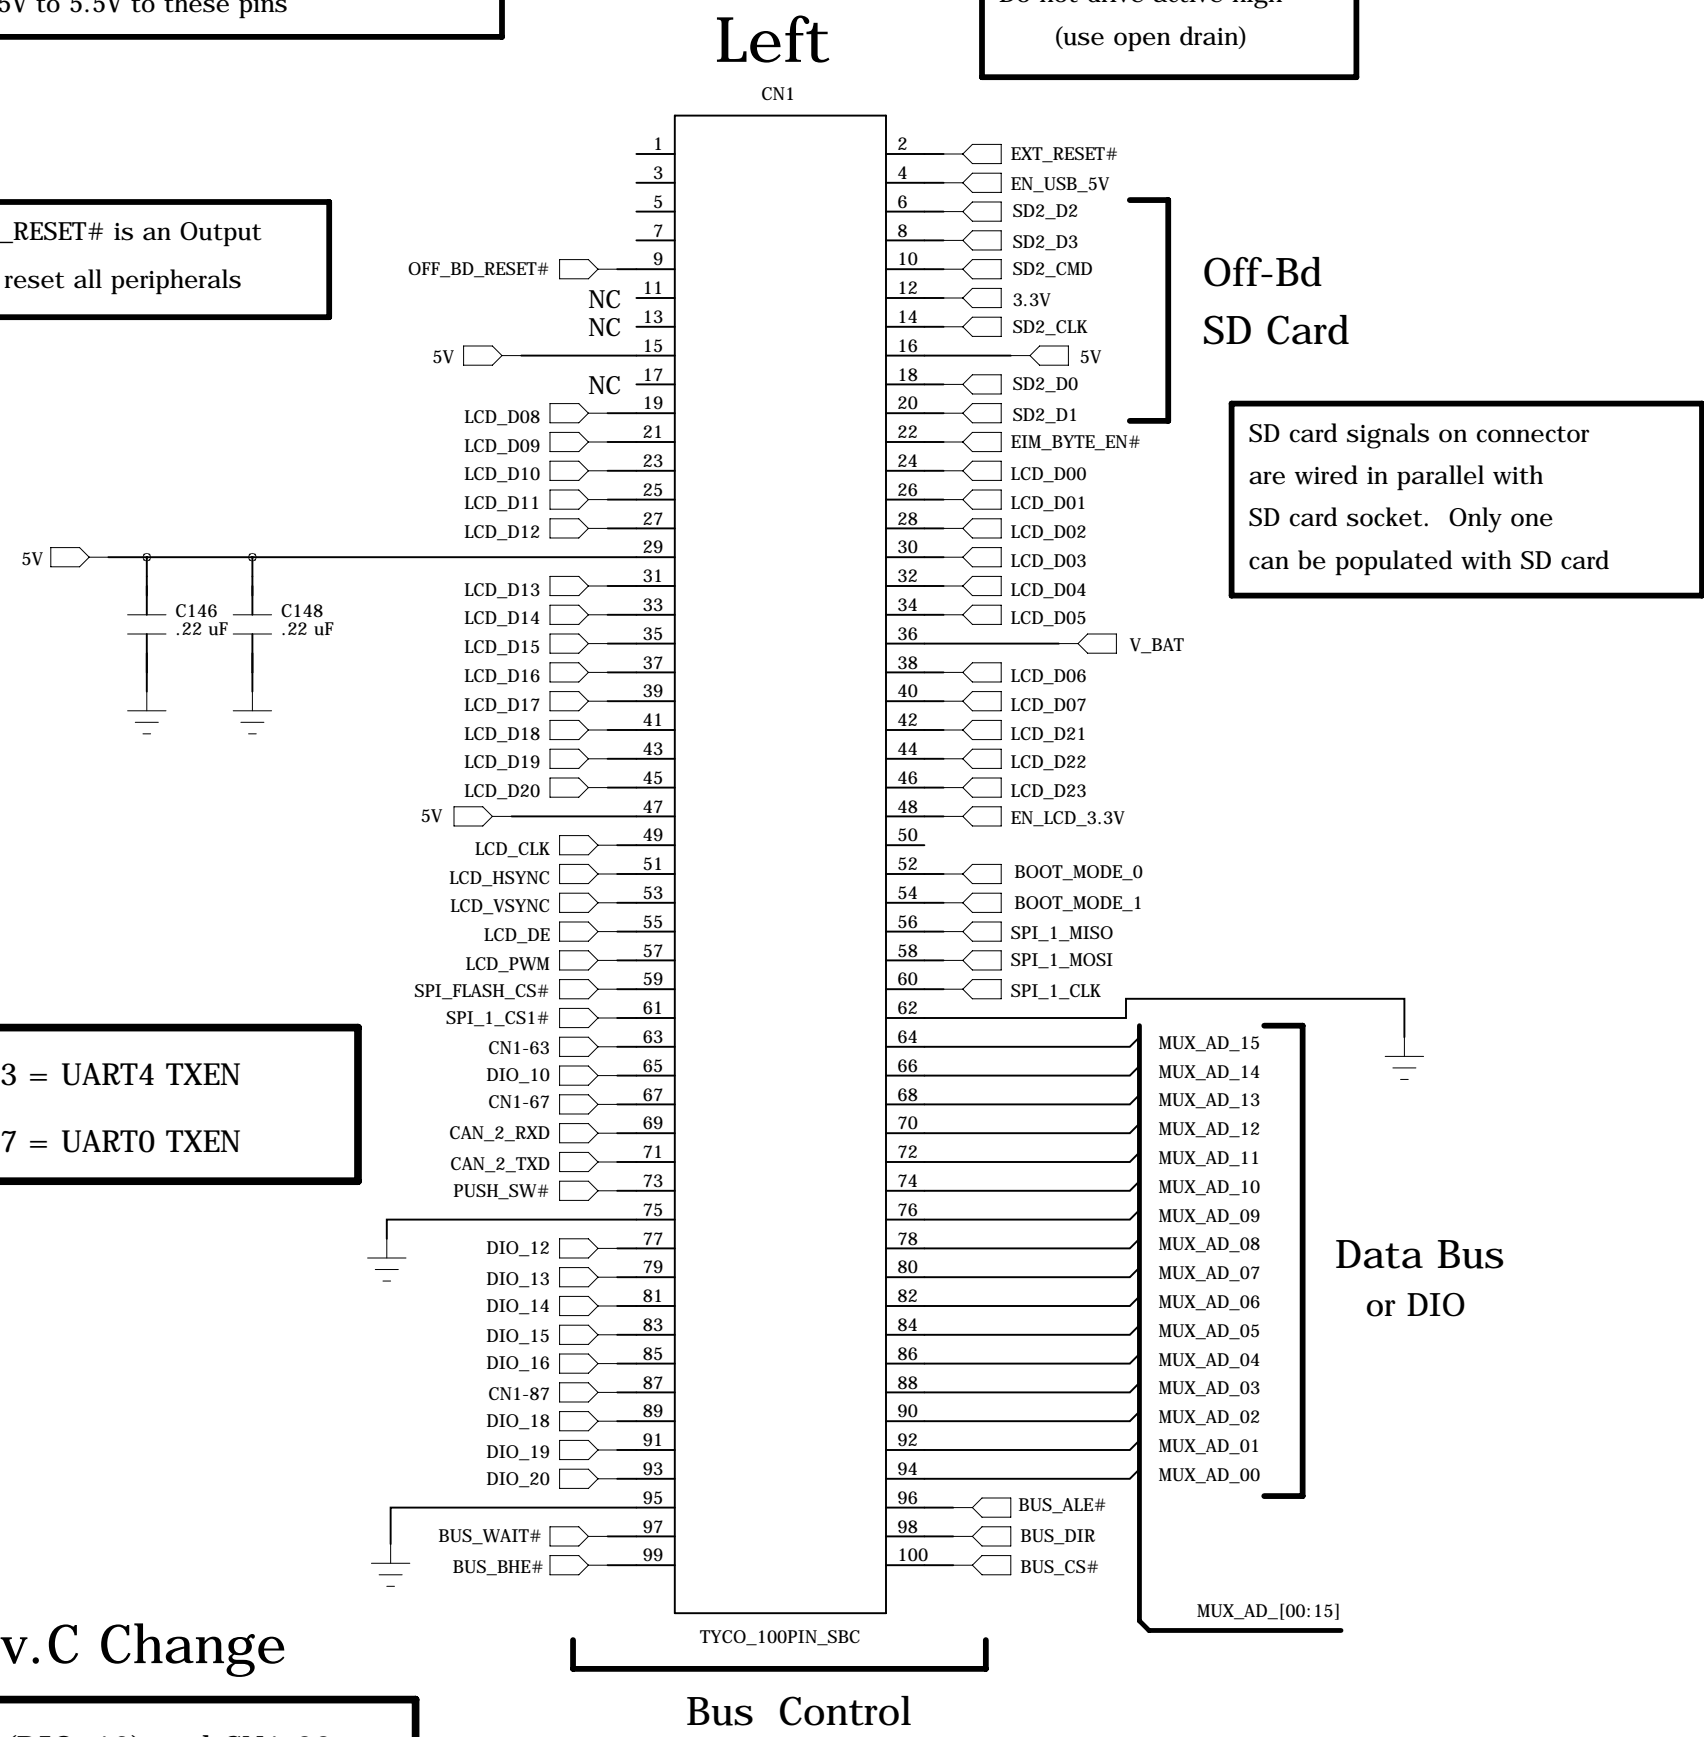 5V to 5.5V to these pins
(use open drain)
Left
CN1
_RESET# is an Output
reset all peripherals
1
3
5
7
OFF_BD_RESET# 9
NC 11
NC 13
5V 15
NC 17
LCD_D08 19
LCD_D09 21
LCD_D10 23
LCD_D11 25
LCD_D12 27
5V 29
C146
.22 uF
C148
.22 uF
LCD_D13 31
LCD_D14 33
LCD_D15 35
LCD_D16 37
LCD_D17 39
LCD_D18 41
LCD_D19 43
LCD_D20 45
5V 47
LCD_CLK 49
LCD_HSYNC 51
LCD_VSYNC 53
LCD_DE 55
LCD_PWM 57
SPI_FLASH_CS# 59
SPI_1_CS1# 61
CN1-63 63
DIO_10 65
CN1-67 67
CAN_2_RXD 69
CAN_2_TXD 71
PUSH_SW# 73
75
DIO_12 77
DIO_13 79
DIO_14 81
DIO_15 83
DIO_16 85
CN1-87 87
DIO_18 89
DIO_19 91
DIO_20 93
95
BUS_WAIT# 97
BUS_BHE# 99
2 EXT_RESET#
4 EN_USB_5V
6 SD2_D2
8 SD2_D3
10 SD2_CMD
12 3.3V
14 SD2_CLK
16 5V
18 SD2_D0
20 SD2_D1
22 EIM_BYTE_EN#
24 LCD_D00
26 LCD_D01
28 LCD_D02
30 LCD_D03
32 LCD_D04
34 LCD_D05
36 V_BAT
38 LCD_D06
40 LCD_D07
42 LCD_D21
44 LCD_D22
46 LCD_D23
48 EN_LCD_3.3V
50
52 BOOT_MODE_0
54 BOOT_MODE_1
56 SPI_1_MISO
58 SPI_1_MOSI
60 SPI_1_CLK
62
64 MUX_AD_15
66 MUX_AD_14
68 MUX_AD_13
70 MUX_AD_12
72 MUX_AD_11
74 MUX_AD_10
76 MUX_AD_09
78 MUX_AD_08
80 MUX_AD_07
82 MUX_AD_06
84 MUX_AD_05
86 MUX_AD_04
88 MUX_AD_03
90 MUX_AD_02
92 MUX_AD_01
94 MUX_AD_00
96 BUS_ALE#
98 BUS_DIR
100 BUS_CS#
MUX_AD_[00:15]
Off-Bd
SD Card
SD card signals on connector
are wired in parallel with
SD card socket. Only one
can be populated with SD card
3 = UART4 TXEN
7 = UART0 TXEN
Data Bus
or DIO
TYCO_100PIN_SBC
Bus Control
v.C Change